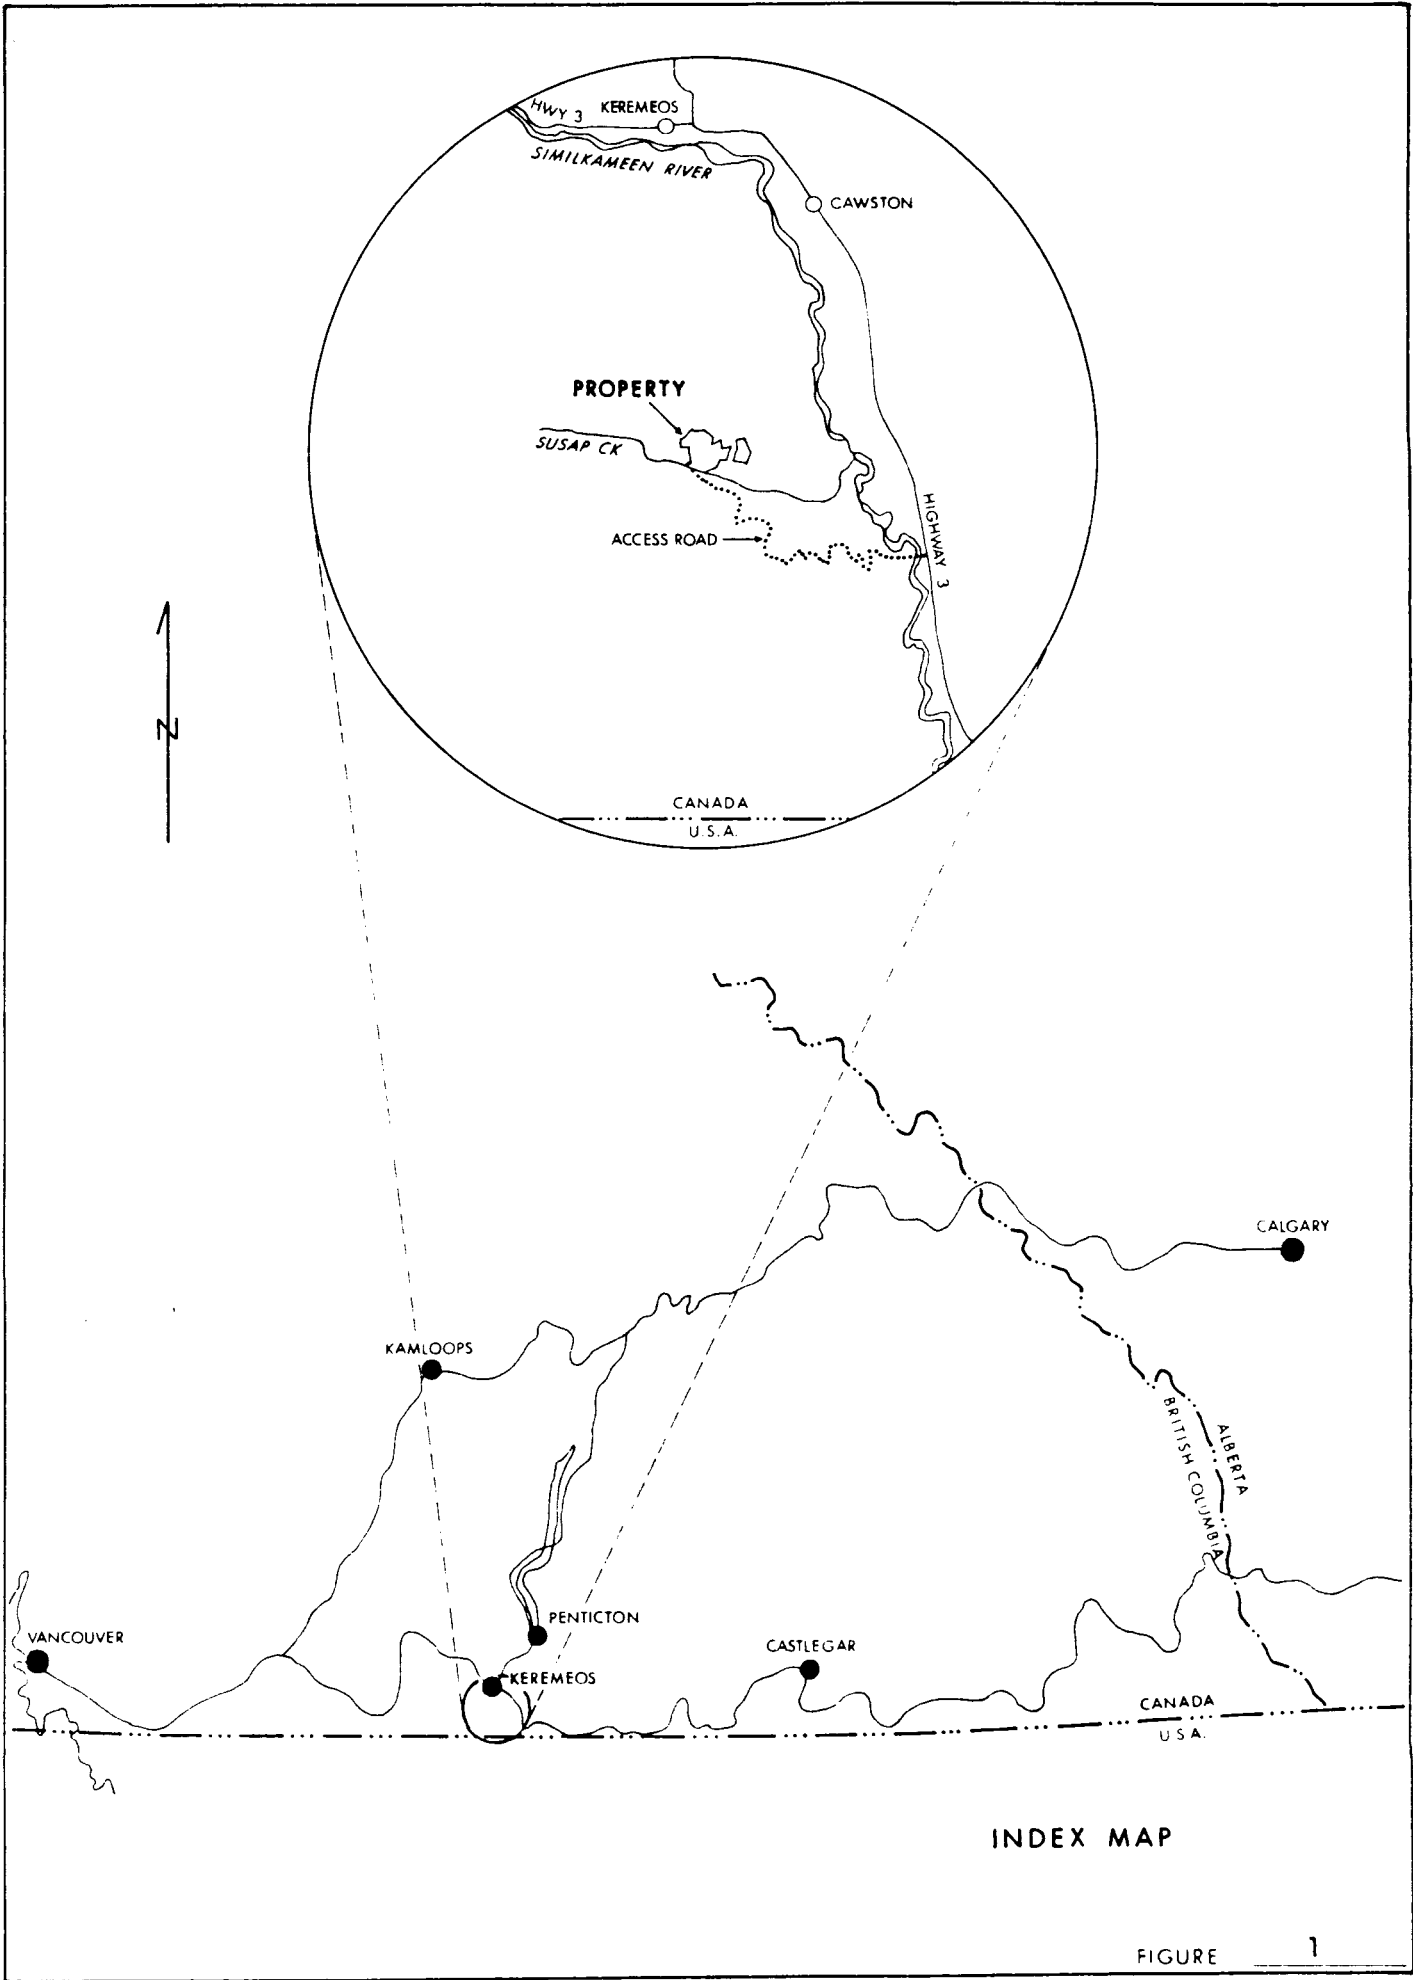 HWY 3
KEREMEOS
SIMILKAMEEN RIVER
CAWSTON
PROPERTY
SUSAP CK
ACCESS ROAD
HIGHWAY 3
N
CANADA
U.S.A.
CALGARY
KAMLOOPS
ALBERTA
BRITISH COLUMBIA
PENTICTON
VANCOUVER
CASTLEGAR
KEREMEOS
CANADA
U.S.A.
INDEX MAP
FIGURE 1